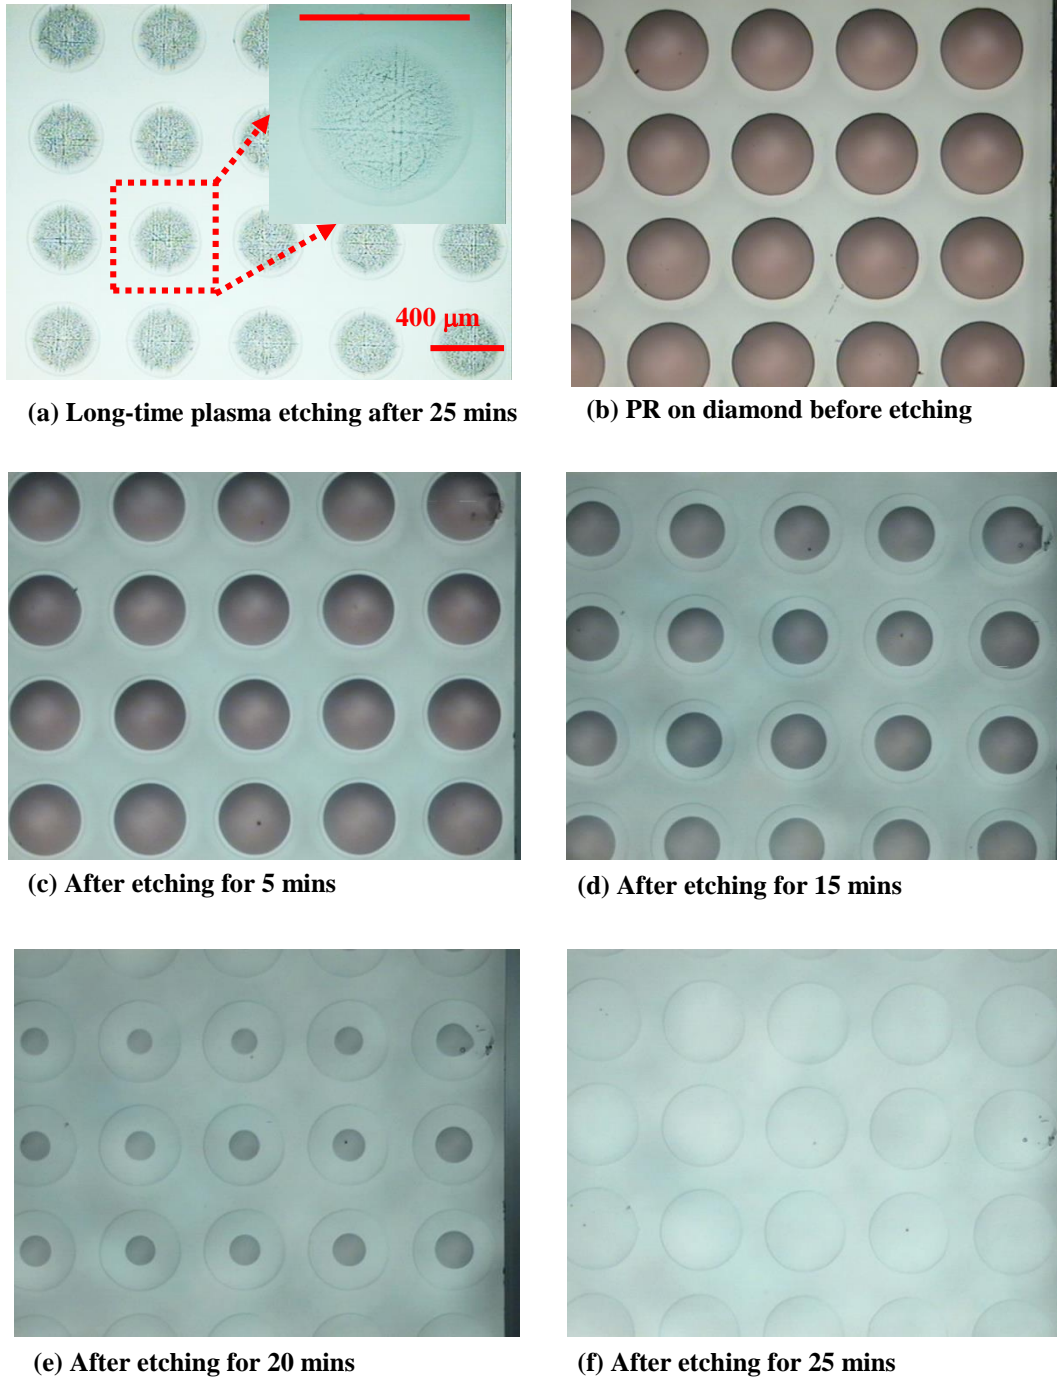 400 μm
(a) Long-time plasma etching after 25 mins
(b) PR on diamond before etching
(c) After etching for 5 mins
(d) After etching for 15 mins
(e) After etching for 20 mins
(f) After etching for 25 mins